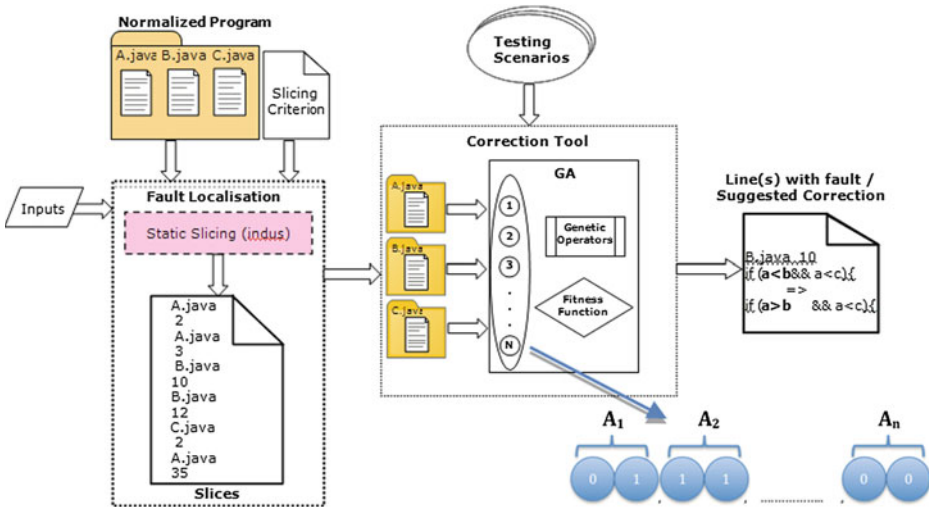 Normalized Program
A.java B.java C.java
Slicing
Criterion
Inputs
Fault Localisation
Static Slicing (indus)
A.java
2
A.java
3
B.java
10
B.java
12
C.java
2
A.java
35
Slices
Testing
Scenarios
Correction Tool
A.java
B.java
C.java
GA
1
2
3
.
.
.
.
N
Genetic
Operators
Fitness
Function
Line(s) with fault /
Suggested Correction
B.java 10
if (a<b&& a<c){
=>
if (a>b && a<c){
A1 A2 An
0 1 , 1 1 , .................. , 0 0